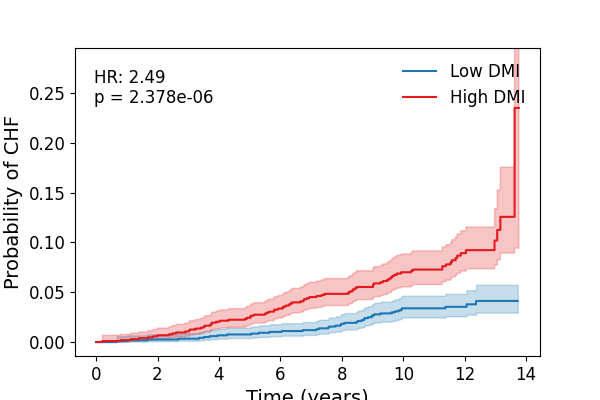 HR: 2.49
p = 2.378e-06
Low DMI
High DMI
Probability of CHF
0.25
0.20
0.15
0.10
0.05
0.00
0 2 4 6 8 10 12 14
Time (years)